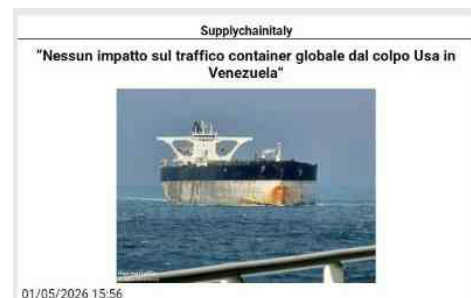 Supplychainitaly
"Nessun impatto sul traffico container globale dal colpo Usa in
Venezuela"
01/05/2026 15:56